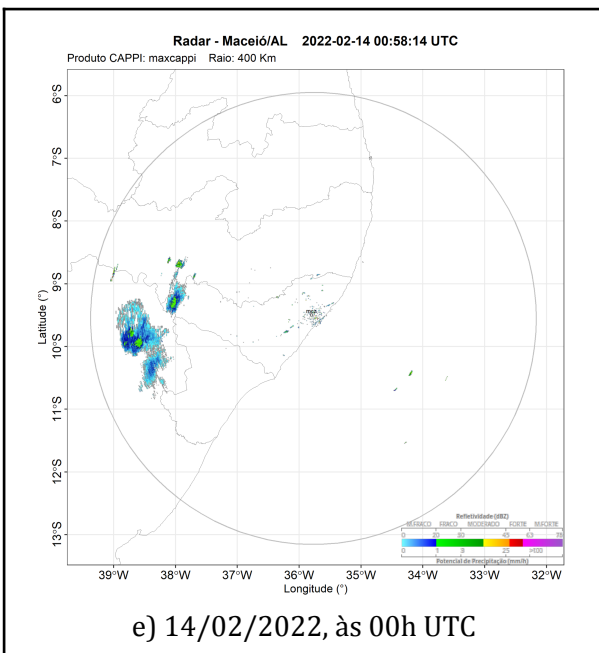 Radar - Maceió/AL 2022-02-14 00:58:14 UTC
Produto CAPPI: maxcappi Raio: 400 Km
6°S
7°S
8°S
9°S
10°S
11°S
12°S
13°S
Latitude (°)
mcz
Refletividade (dBZ)
M.FRACO FRACO MODERADO FORTE M.FORTE
0 20 30 45 63 75
0 1 3 25 >100
Potencial de Precipitação (mm/h)
39°W 38°W 37°W 36°W 35°W 34°W 33°W 32°W
Longitude (°)
e) 14/02/2022, às 00h UTC